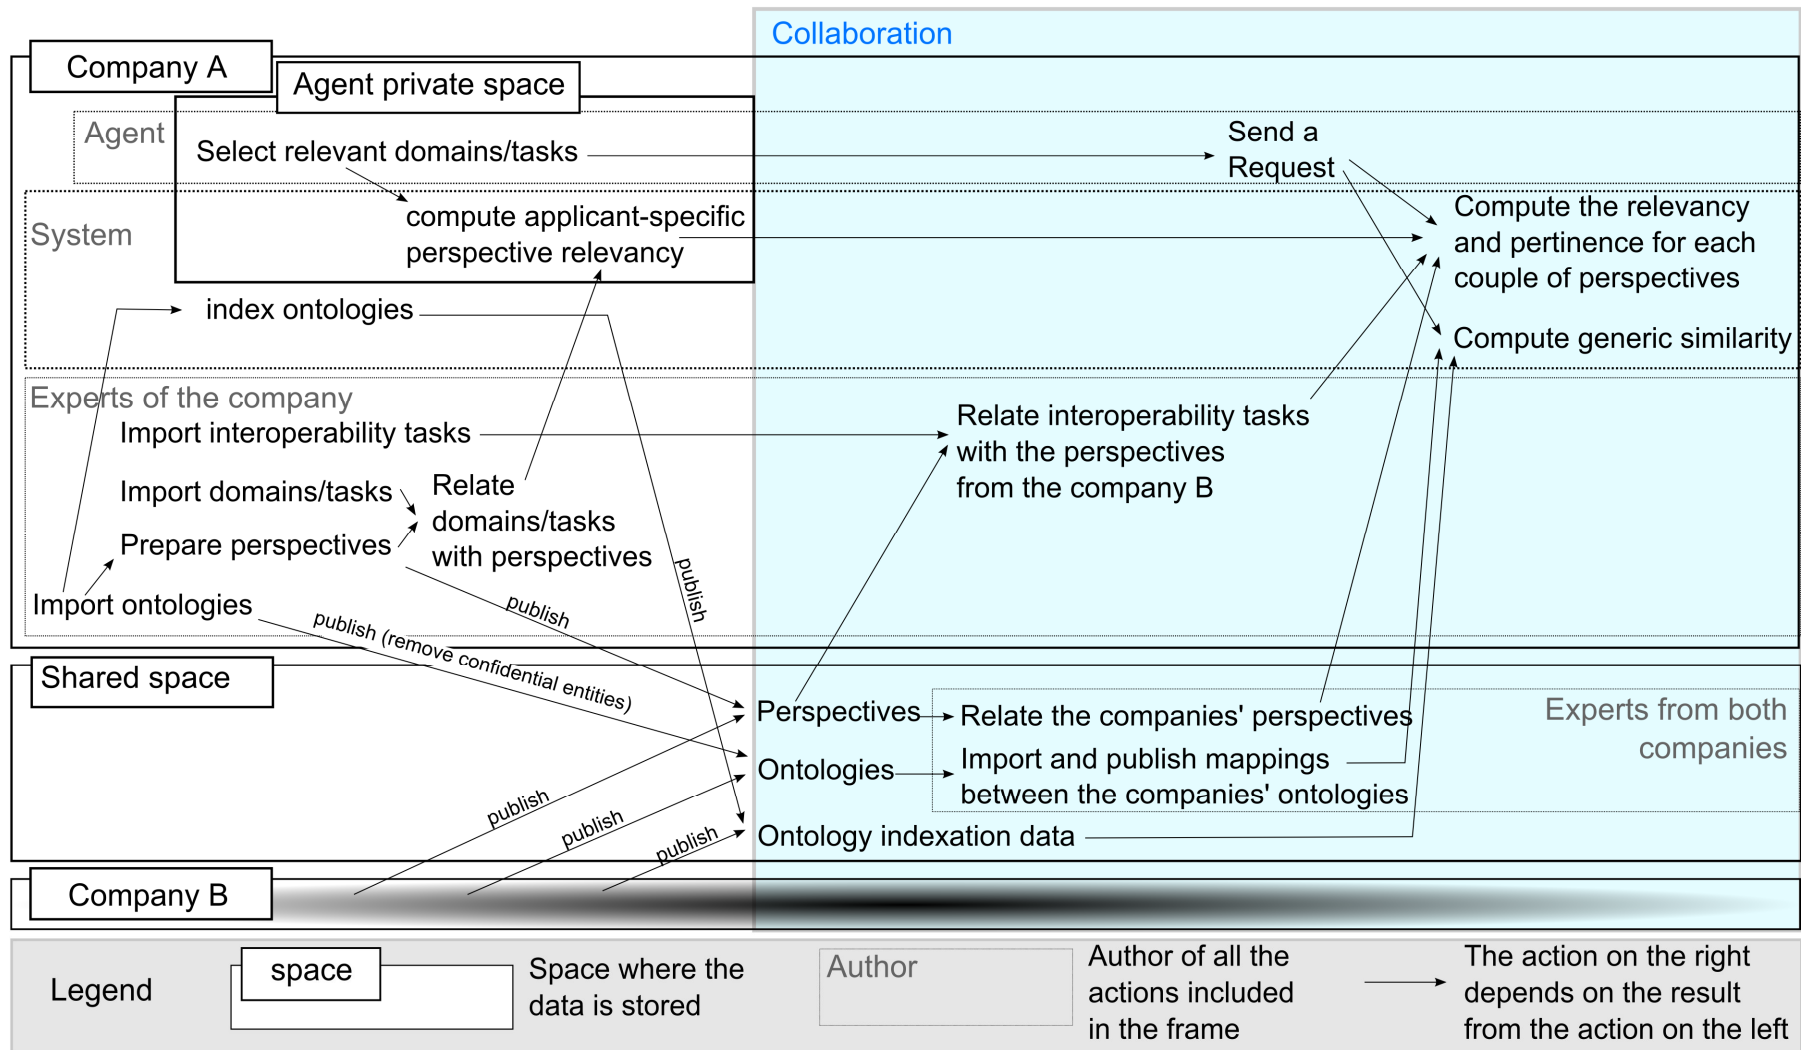 Collaboration
Company A
Agent private space
Agent
Select relevant domains/tasks
Send a
Request
System
compute applicant-specific
perspective relevancy
Compute the relevancy
and pertinence for each
couple of perspectives
index ontologies
Compute generic similarity
Experts of the company
Import interoperability tasks
Relate interoperability tasks
with the perspectives
from the company B
Import domains/tasks
Relate
domains/tasks
with perspectives
Prepare perspectives
Import ontologies
publish
publish
publish (remove confidential entities)
Shared space
Perspectives
Relate the companies' perspectives
Experts from both
companies
Ontologies
Import and publish mappings
between the companies' ontologies
publish
publish
publish
Ontology indexation data
Company B
Legend
space
Space where the
data is stored
Author
Author of all the
actions included
in the frame
The action on the right
depends on the result
from the action on the left